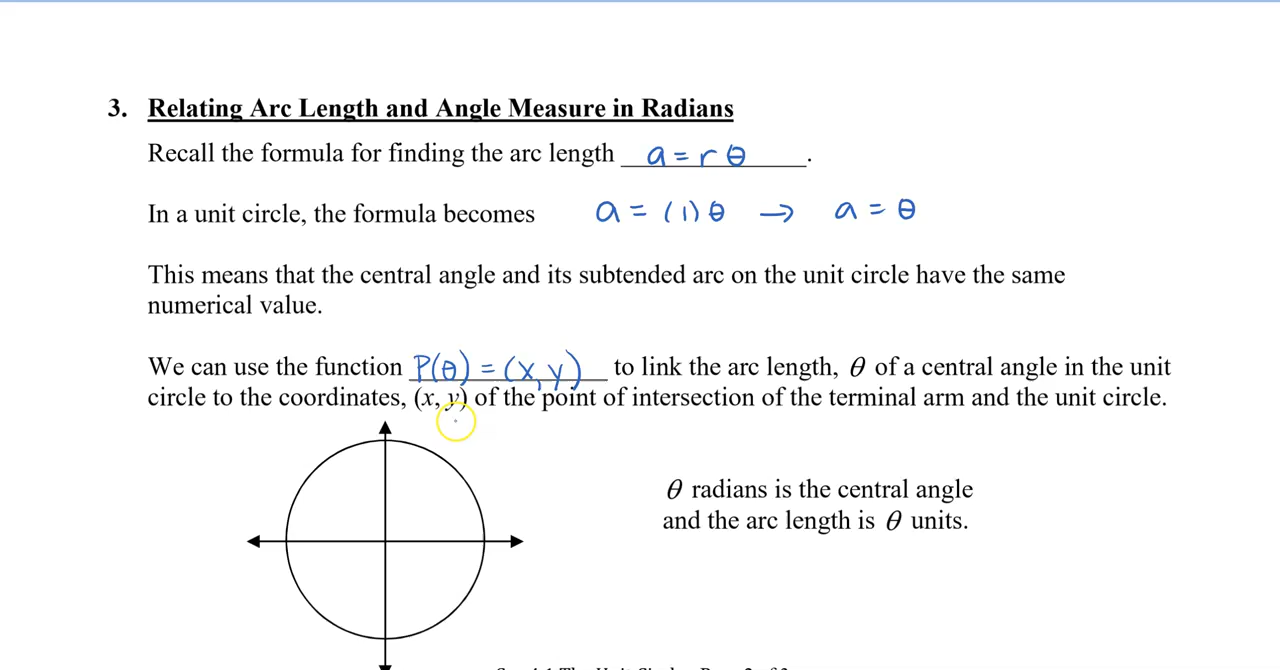 3. Relating Arc Length and Angle Measure in Radians
Recall the formula for finding the arc length a = r θ.
In a unit circle, the formula becomes a = (1) θ → a = θ
This means that the central angle and its subtended arc on the unit circle have the same
numerical value.
We can use the function P(θ) = (x, y) to link the arc length, θ of a central angle in the unit
circle to the coordinates, (x, y) of the point of intersection of the terminal arm and the unit circle.
θ radians is the central angle
and the arc length is θ units.